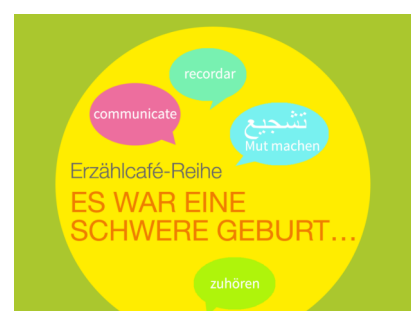 recordar
communicate
تشجيع
Mut machen
Erzählcafé-Reihe
ES WAR EINE
SCHWERE GEBURT...
zuhören